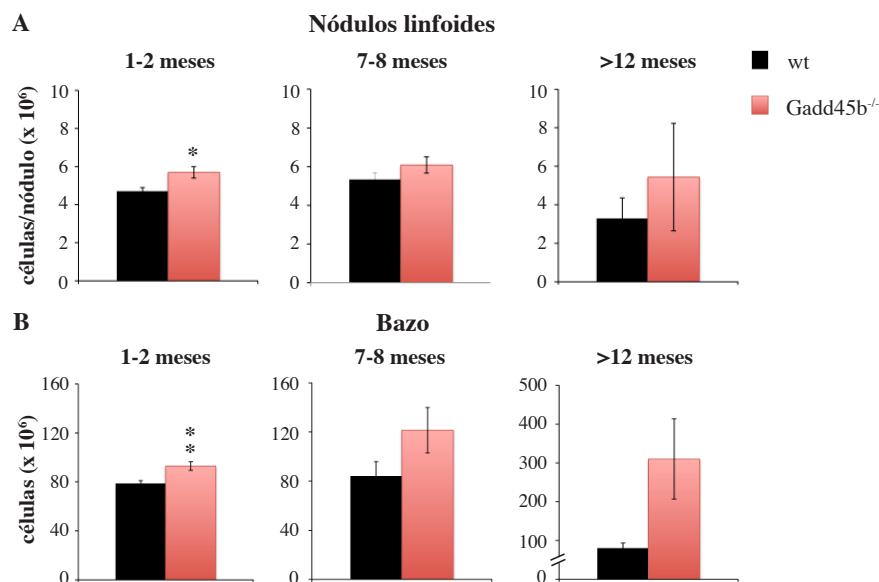 A
Nódulos linfoides
1-2 meses
7-8 meses
>12 meses
wt
Gadd45b-/-
células/nódulo (x 10⁶)
10
8
6
4
2
0
*
10
8
6
4
2
0
10
8
6
4
2
0
B
Bazo
1-2 meses
7-8 meses
>12 meses
células (x 10⁶)
160
120
80
40
0
*
*
160
120
80
40
0
500
400
300
200
100
0